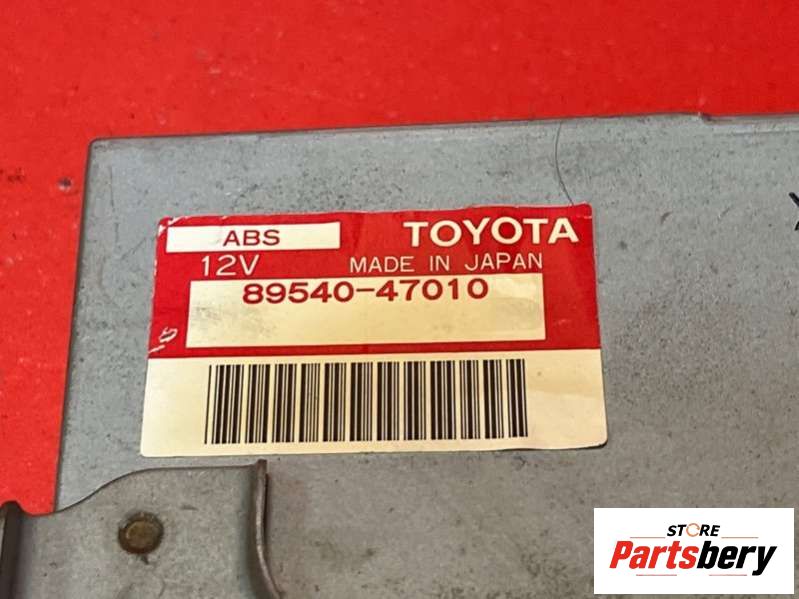 ABS TOYOTA
12V MADE IN JAPAN
89540-47010
STORE
Partsbery